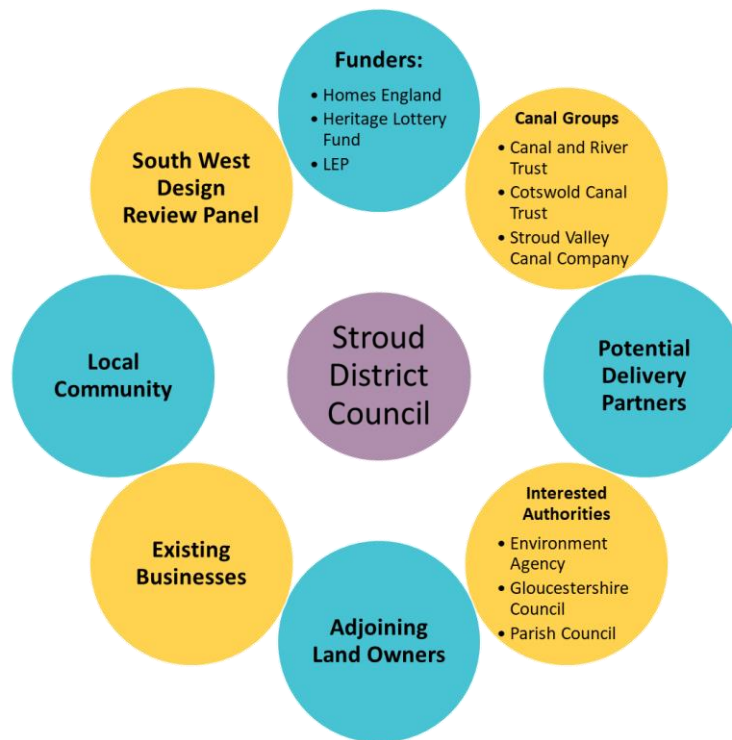 Funders:
• Homes England
• Heritage Lottery
Fund
• LEP
Canal Groups
• Canal and River
Trust
• Cotswold Canal
Trust
• Stroud Valley
Canal Company
Potential
Delivery
Partners
Interested
Authorities
• Environment
Agency
• Gloucestershire
Council
• Parish Council
Adjoining
Land Owners
Existing
Businesses
Local
Community
South West
Design
Review Panel
Stroud
District
Council